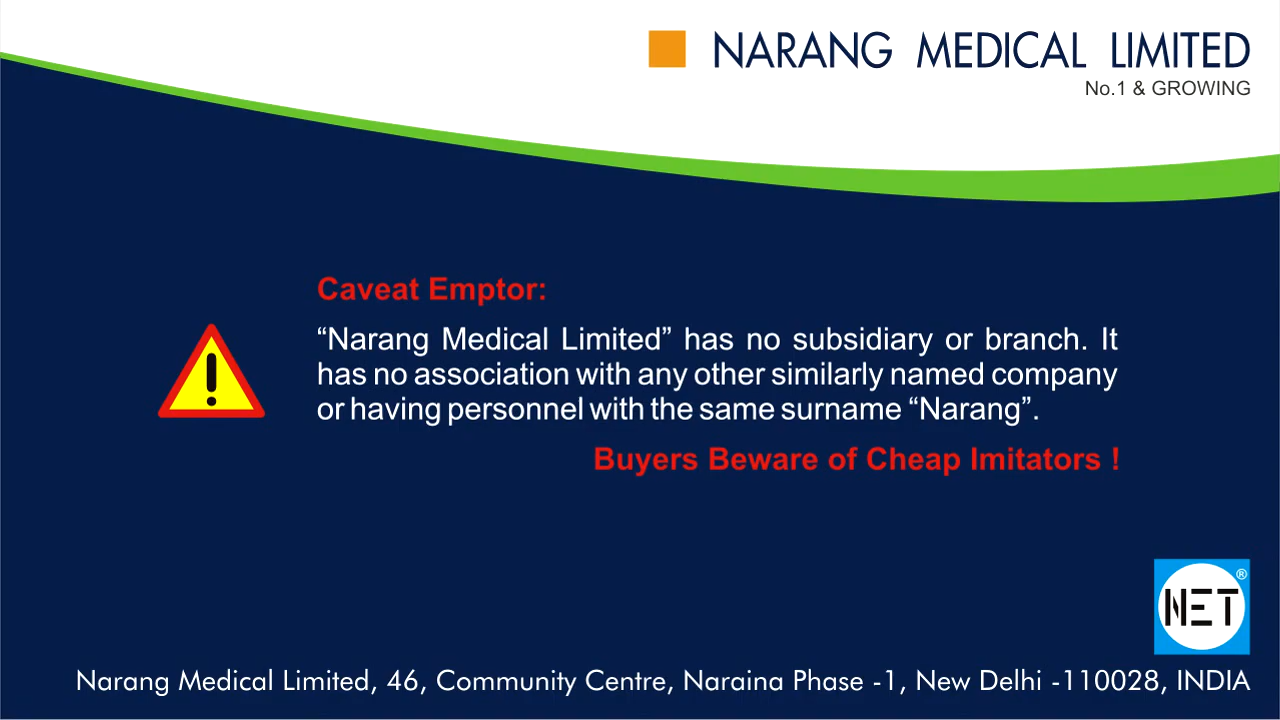 NARANG MEDICAL LIMITED
No.1 & GROWING
Caveat Emptor:
“Narang Medical Limited” has no subsidiary or branch. It
has no association with any other similarly named company
or having personnel with the same surname “Narang”.
Buyers Beware of Cheap Imitators !
NET®
Narang Medical Limited, 46, Community Centre, Naraina Phase -1, New Delhi -110028, INDIA